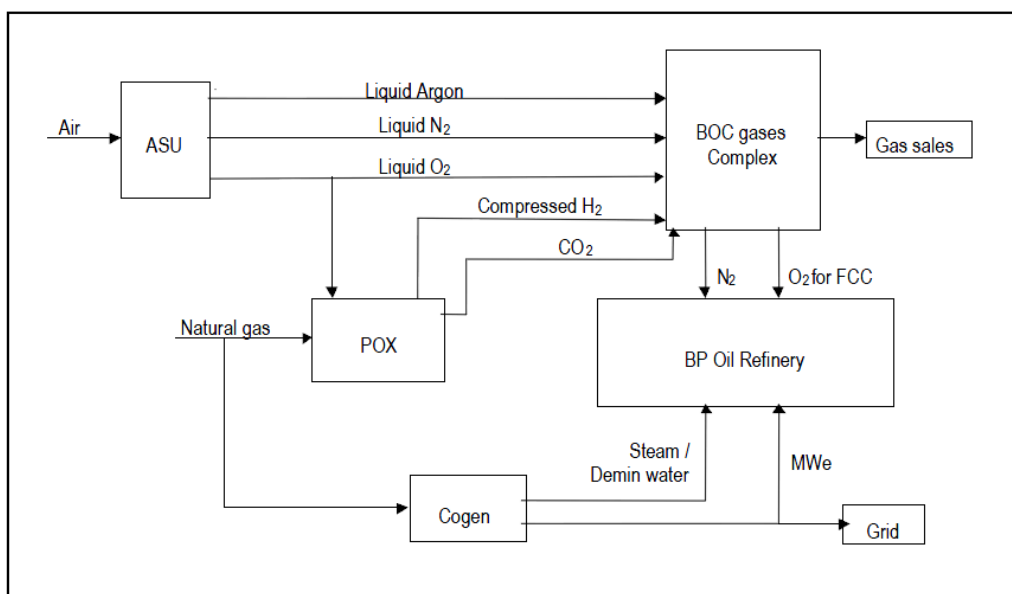 Liquid Argon
Air
ASU
Liquid N₂
BOC gases
Complex
Gas sales
Liquid O₂
Compressed H₂
CO₂
N₂
O₂ for FCC
Natural gas
POX
BP Oil Refinery
Steam /
Demin water
MWe
Cogen
Grid